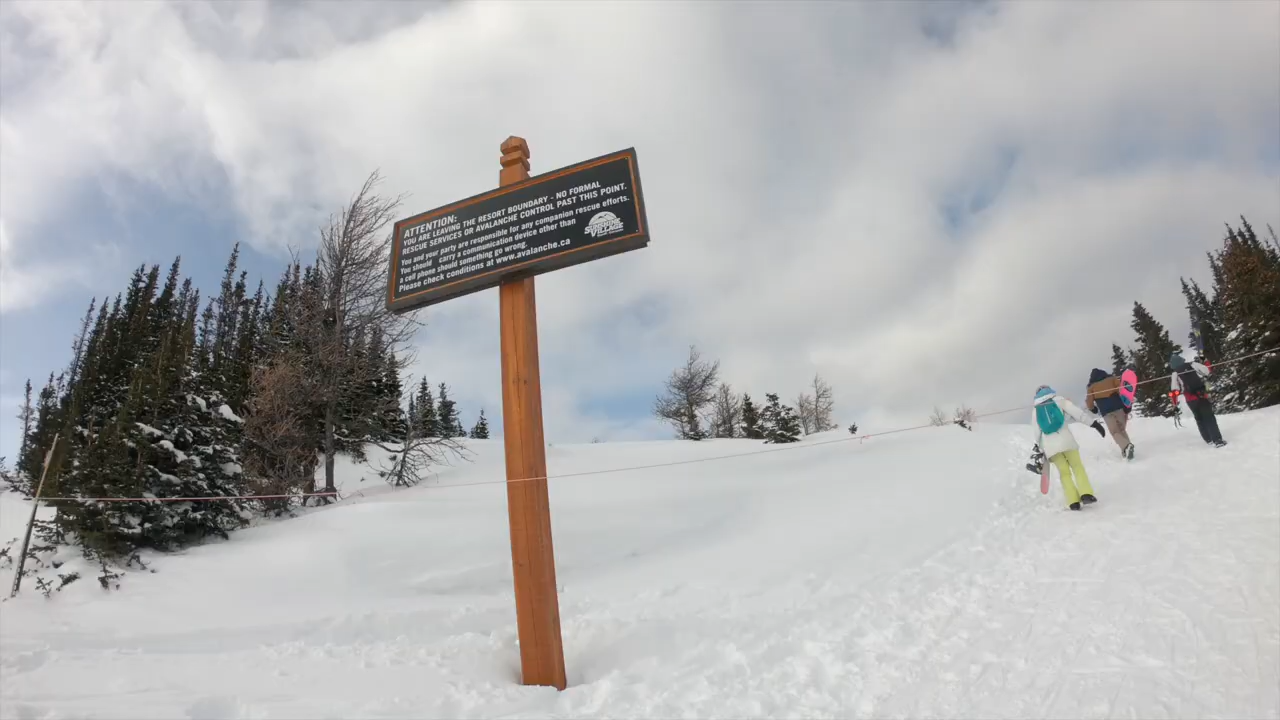 ATTENTION:
YOU ARE LEAVING THE RESORT BOUNDARY - NO FORMAL
RESCUE SERVICES OR AVALANCHE CONTROL PAST THIS POINT.
You and your party are responsible for any companion rescue efforts.
You should carry a communication device other than
a cell phone should something go wrong.
Please check conditions at www.avalanche.ca
SUNSHINE
VILLAGE